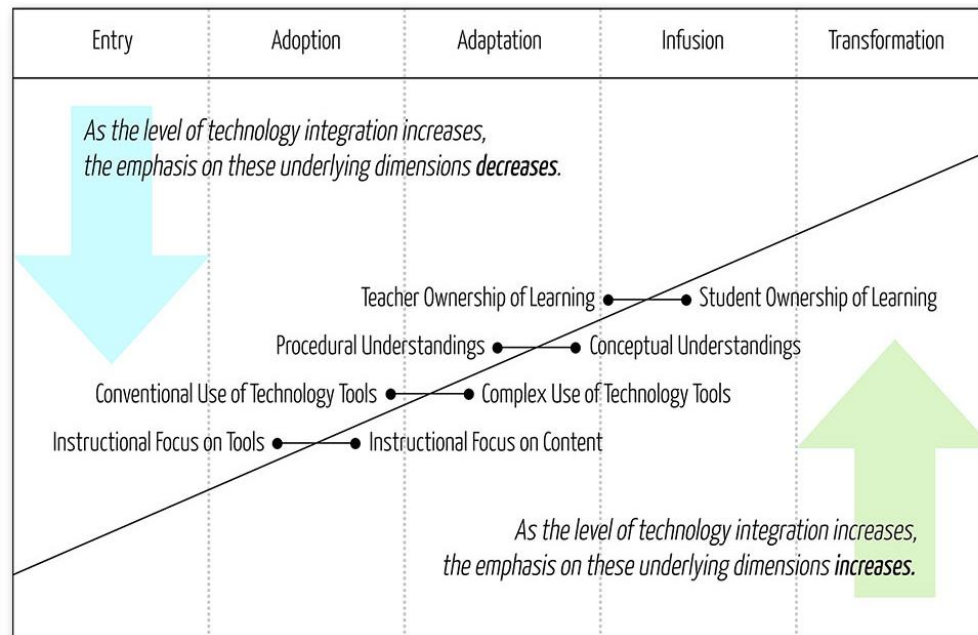 Entry
Adoption
Adaptation
Infusion
Transformation
As the level of technology integration increases,
the emphasis on these underlying dimensions decreases.
Teacher Ownership of Learning
Student Ownership of Learning
Procedural Understandings
Conceptual Understandings
Conventional Use of Technology Tools
Complex Use of Technology Tools
Instructional Focus on Tools
Instructional Focus on Content
As the level of technology integration increases,
the emphasis on these underlying dimensions increases.